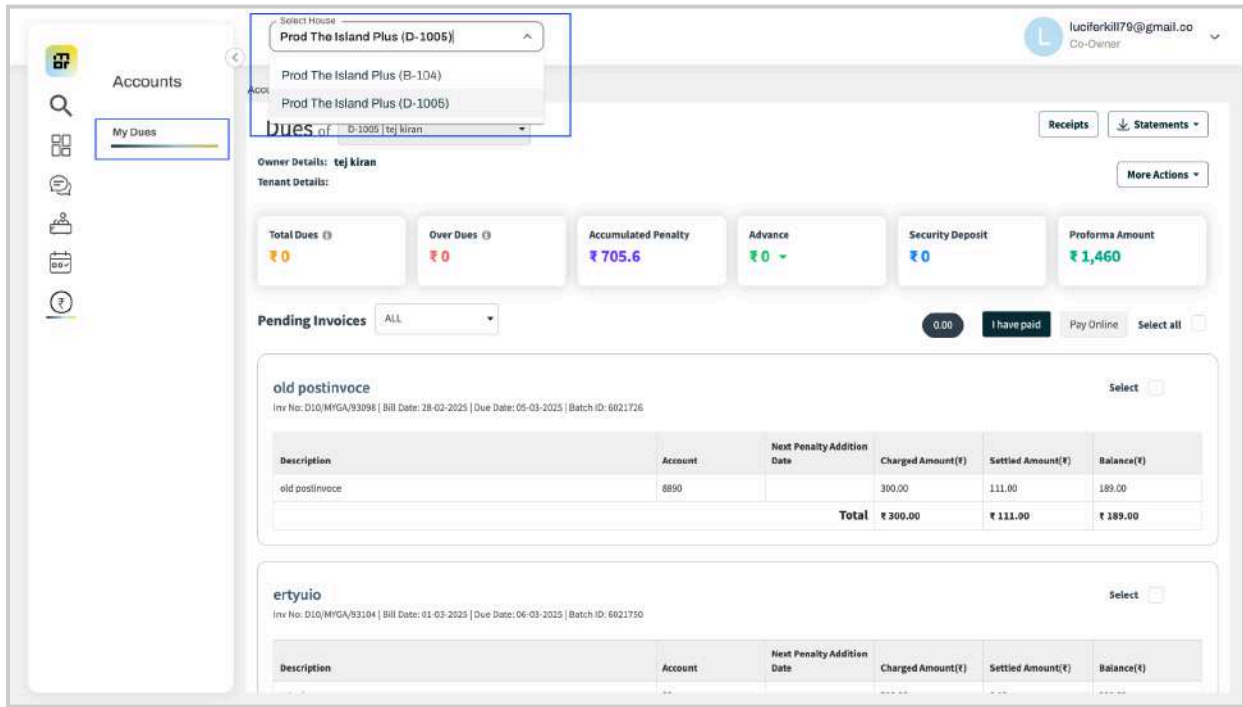 Select House
Prod The Island Plus (D-1005)
luciferkill79@gmail.co
L
Co-Owner
Prod The Island Plus (B-104)
Accounts
Prod The Island Plus (D-1005)
My Dues
Dues of D-1005 | tej kiran
Receipts Statements
Owner Details: tej kiran
Tenant Details:
More Actions
Total Dues Over Dues Accumulated Penalty Advance Security Deposit Proforma Amount
₹ 0 ₹ 0 ₹ 705.6 ₹ 0 ₹ 0 ₹ 1,460
Pending Invoices ALL 0.00 I have paid Pay Online Select all
old postinvoce Select
Inv No: D10/MYGA/93098 | Bill Date: 28-02-2025 | Due Date: 05-03-2025 | Batch ID: 6021726
Description Account Next Penalty Addition Date Charged Amount(₹) Settled Amount(₹) Balance(₹)
old postinvoce 8890 300.00 111.00 189.00
Total ₹ 300.00 ₹ 111.00 ₹ 189.00
ertyuio Select
Inv No: D10/MYGA/93104 | Bill Date: 01-03-2025 | Due Date: 06-03-2025 | Batch ID: 6021750
Description Account Next Penalty Addition Date Charged Amount(₹) Settled Amount(₹) Balance(₹)